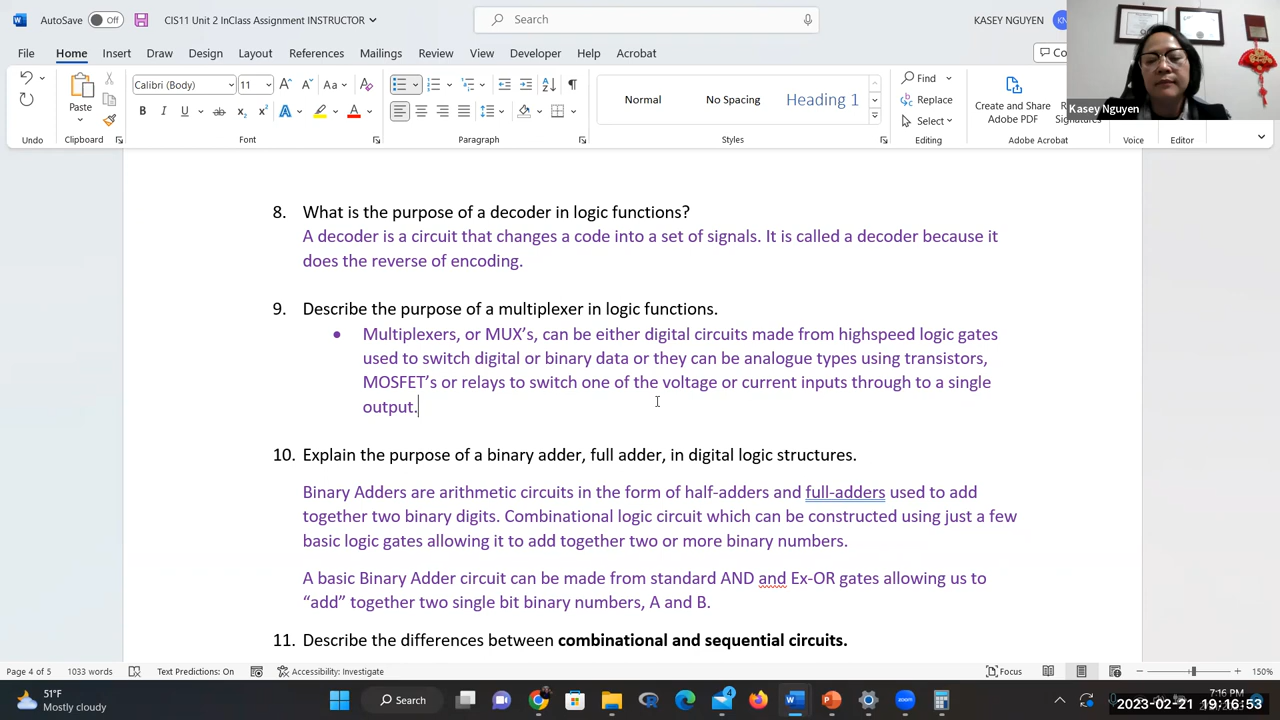 AutoSave Off CIS11 Unit 2 InClass Assignment INSTRUCTOR Search KASEY NGUYEN KN
File Home Insert Draw Design Layout References Mailings Review View Developer Help Acrobat
Paste Calibri (Body) 11 Normal No Spacing Heading 1 Find Replace Select Create and Share Adobe PDF
Kasey Nguyen
Undo Clipboard Font Paragraph Styles Editing Adobe Acrobat Voice Editor
8. What is the purpose of a decoder in logic functions?
A decoder is a circuit that changes a code into a set of signals. It is called a decoder because it
does the reverse of encoding.
9. Describe the purpose of a multiplexer in logic functions.
• Multiplexers, or MUX’s, can be either digital circuits made from highspeed logic gates
used to switch digital or binary data or they can be analogue types using transistors,
MOSFET’s or relays to switch one of the voltage or current inputs through to a single
output.
10. Explain the purpose of a binary adder, full adder, in digital logic structures.
Binary Adders are arithmetic circuits in the form of half-adders and full-adders used to add
together two binary digits. Combinational logic circuit which can be constructed using just a few
basic logic gates allowing it to add together two or more binary numbers.
A basic Binary Adder circuit can be made from standard AND and Ex-OR gates allowing us to
“add” together two single bit binary numbers, A and B.
11. Describe the differences between combinational and sequential circuits.
Page 4 of 5 1033 words Text Predictions: On Accessibility: Investigate Focus 150%
51°F
Mostly cloudy
Search
7:16 PM
2023-02-21 19:16:53